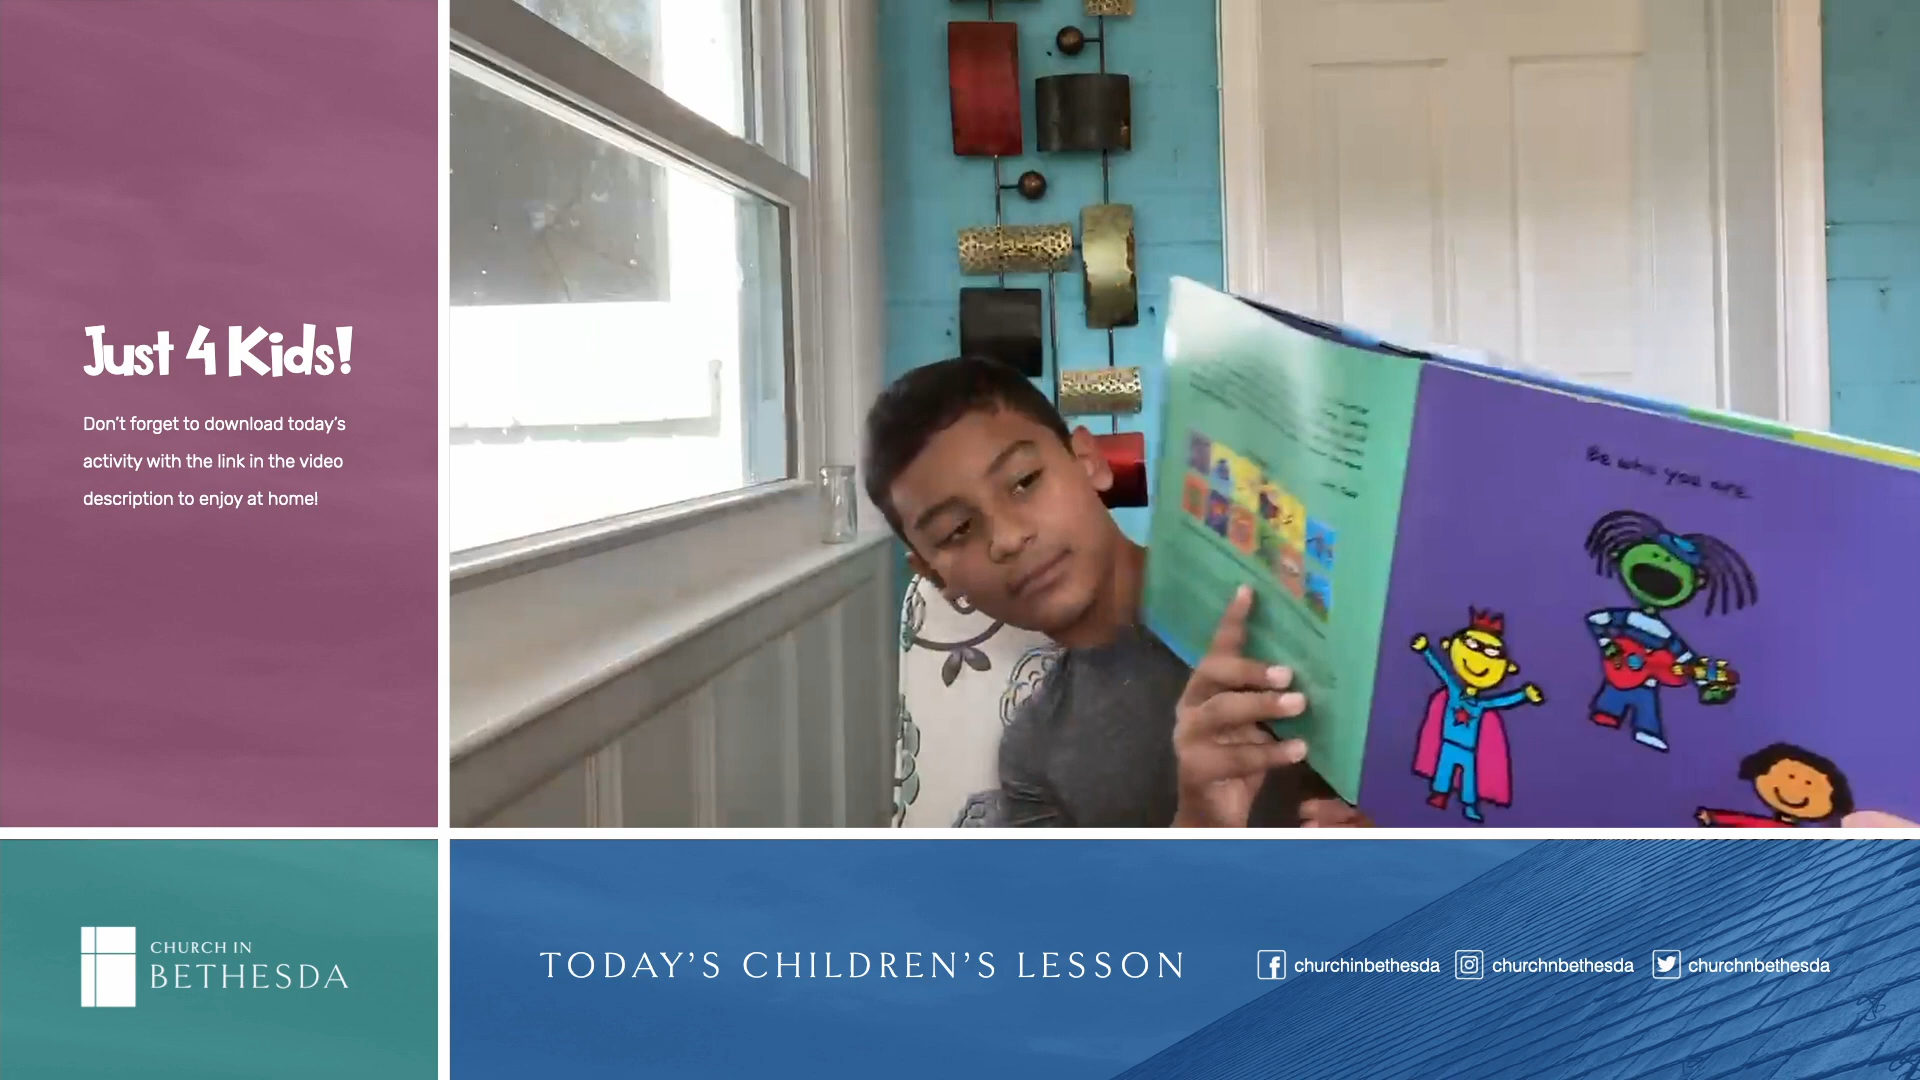 Just 4 Kids!
Don't forget to download today's
activity with the link in the video
description to enjoy at home!
Be who you are.
CHURCH IN
BETHESDA
TODAY'S CHILDREN'S LESSON
churchinbethesda
churchnbethesda
churchnbethesda